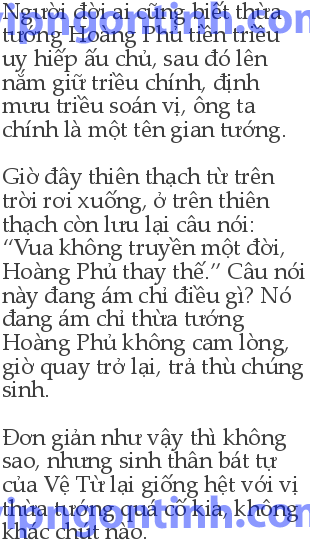 Người đời ai cũng biết thừa
tướng Hoàng Phủ tiền triều
uy hiếp ấu chủ, sau đó lên
nắm giữ triều chính, định
mưu triều soán vị, ông ta
chính là một tên gian tướng.
Giờ đây thiên thạch từ trên
trời rơi xuống, ở trên thiên
thạch còn lưu lại câu nói:
“Vua không truyền một đời,
Hoàng Phủ thay thế.” Câu nói
này đang ám chỉ điều gì? Nó
đang ám chỉ thừa tướng
Hoàng Phủ không cam lòng,
giờ quay trở lại, trả thù chúng
sinh.
Đơn giản như vậy thì không
sao, nhưng sinh thần bát tự
của Vệ Từ lại giống hệt với vị
thừa tướng quá cố kia, không
khác chút nào.